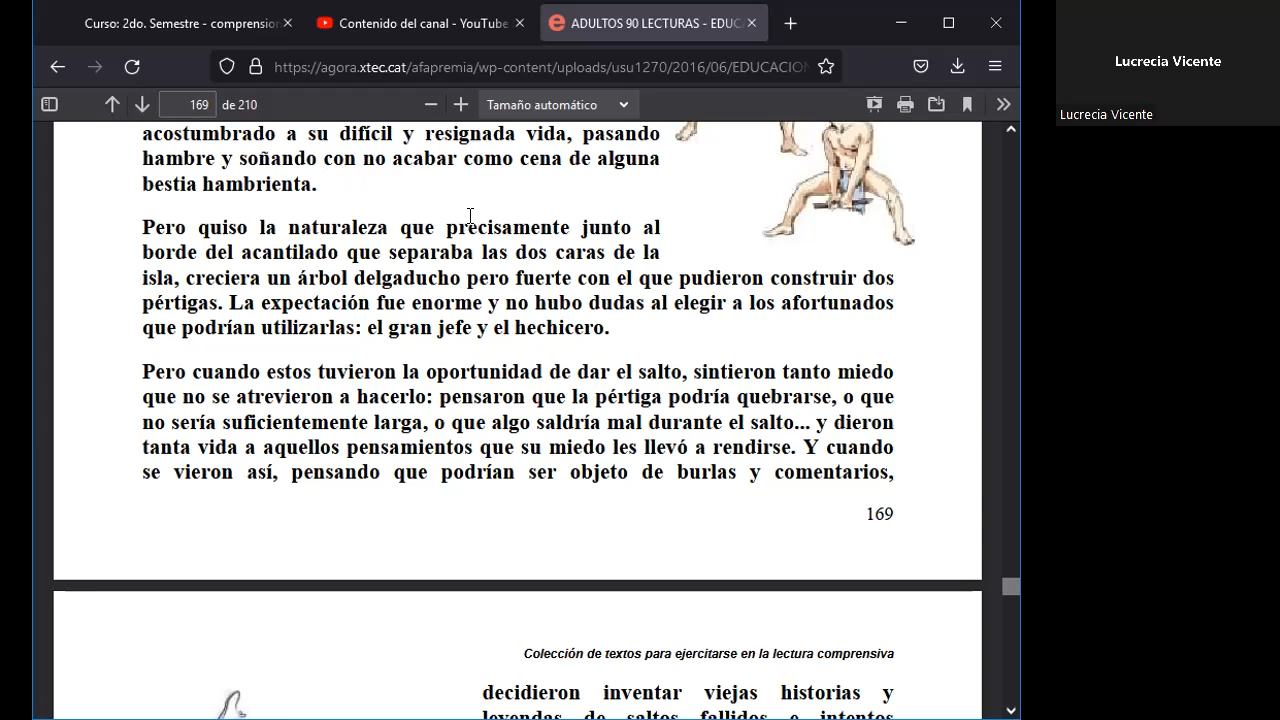 Curso: 2do. Semestre - comprension
Contenido del canal - YouTube
ADULTOS 90 LECTURAS - EDUC
https://agora.xtec.cat/afapremia/wp-content/uploads/usu1270/2016/06/EDUCACION
169 de 210
Tamaño automático
Lucrecia Vicente
Lucrecia Vicente
acostumbrado a su difícil y resignada vida, pasando
hambre y soñando con no acabar como cena de alguna
bestia hambrienta.
Pero quiso la naturaleza que precisamente junto al
borde del acantilado que separaba las dos caras de la
isla, creciera un árbol delgaducho pero fuerte con el que pudieron construir dos
pértigas. La expectación fue enorme y no hubo dudas al elegir a los afortunados
que podrían utilizarlas: el gran jefe y el hechicero.
Pero cuando estos tuvieron la oportunidad de dar el salto, sintieron tanto miedo
que no se atrevieron a hacerlo: pensaron que la pértiga podría quebrarse, o que
no sería suficientemente larga, o que algo saldría mal durante el salto... y dieron
tanta vida a aquellos pensamientos que su miedo les llevó a rendirse. Y cuando
se vieron así, pensando que podrían ser objeto de burlas y comentarios,
169
Colección de textos para ejercitarse en la lectura comprensiva
decidieron inventar viejas historias y
leyendas de saltos fallidos e intentos